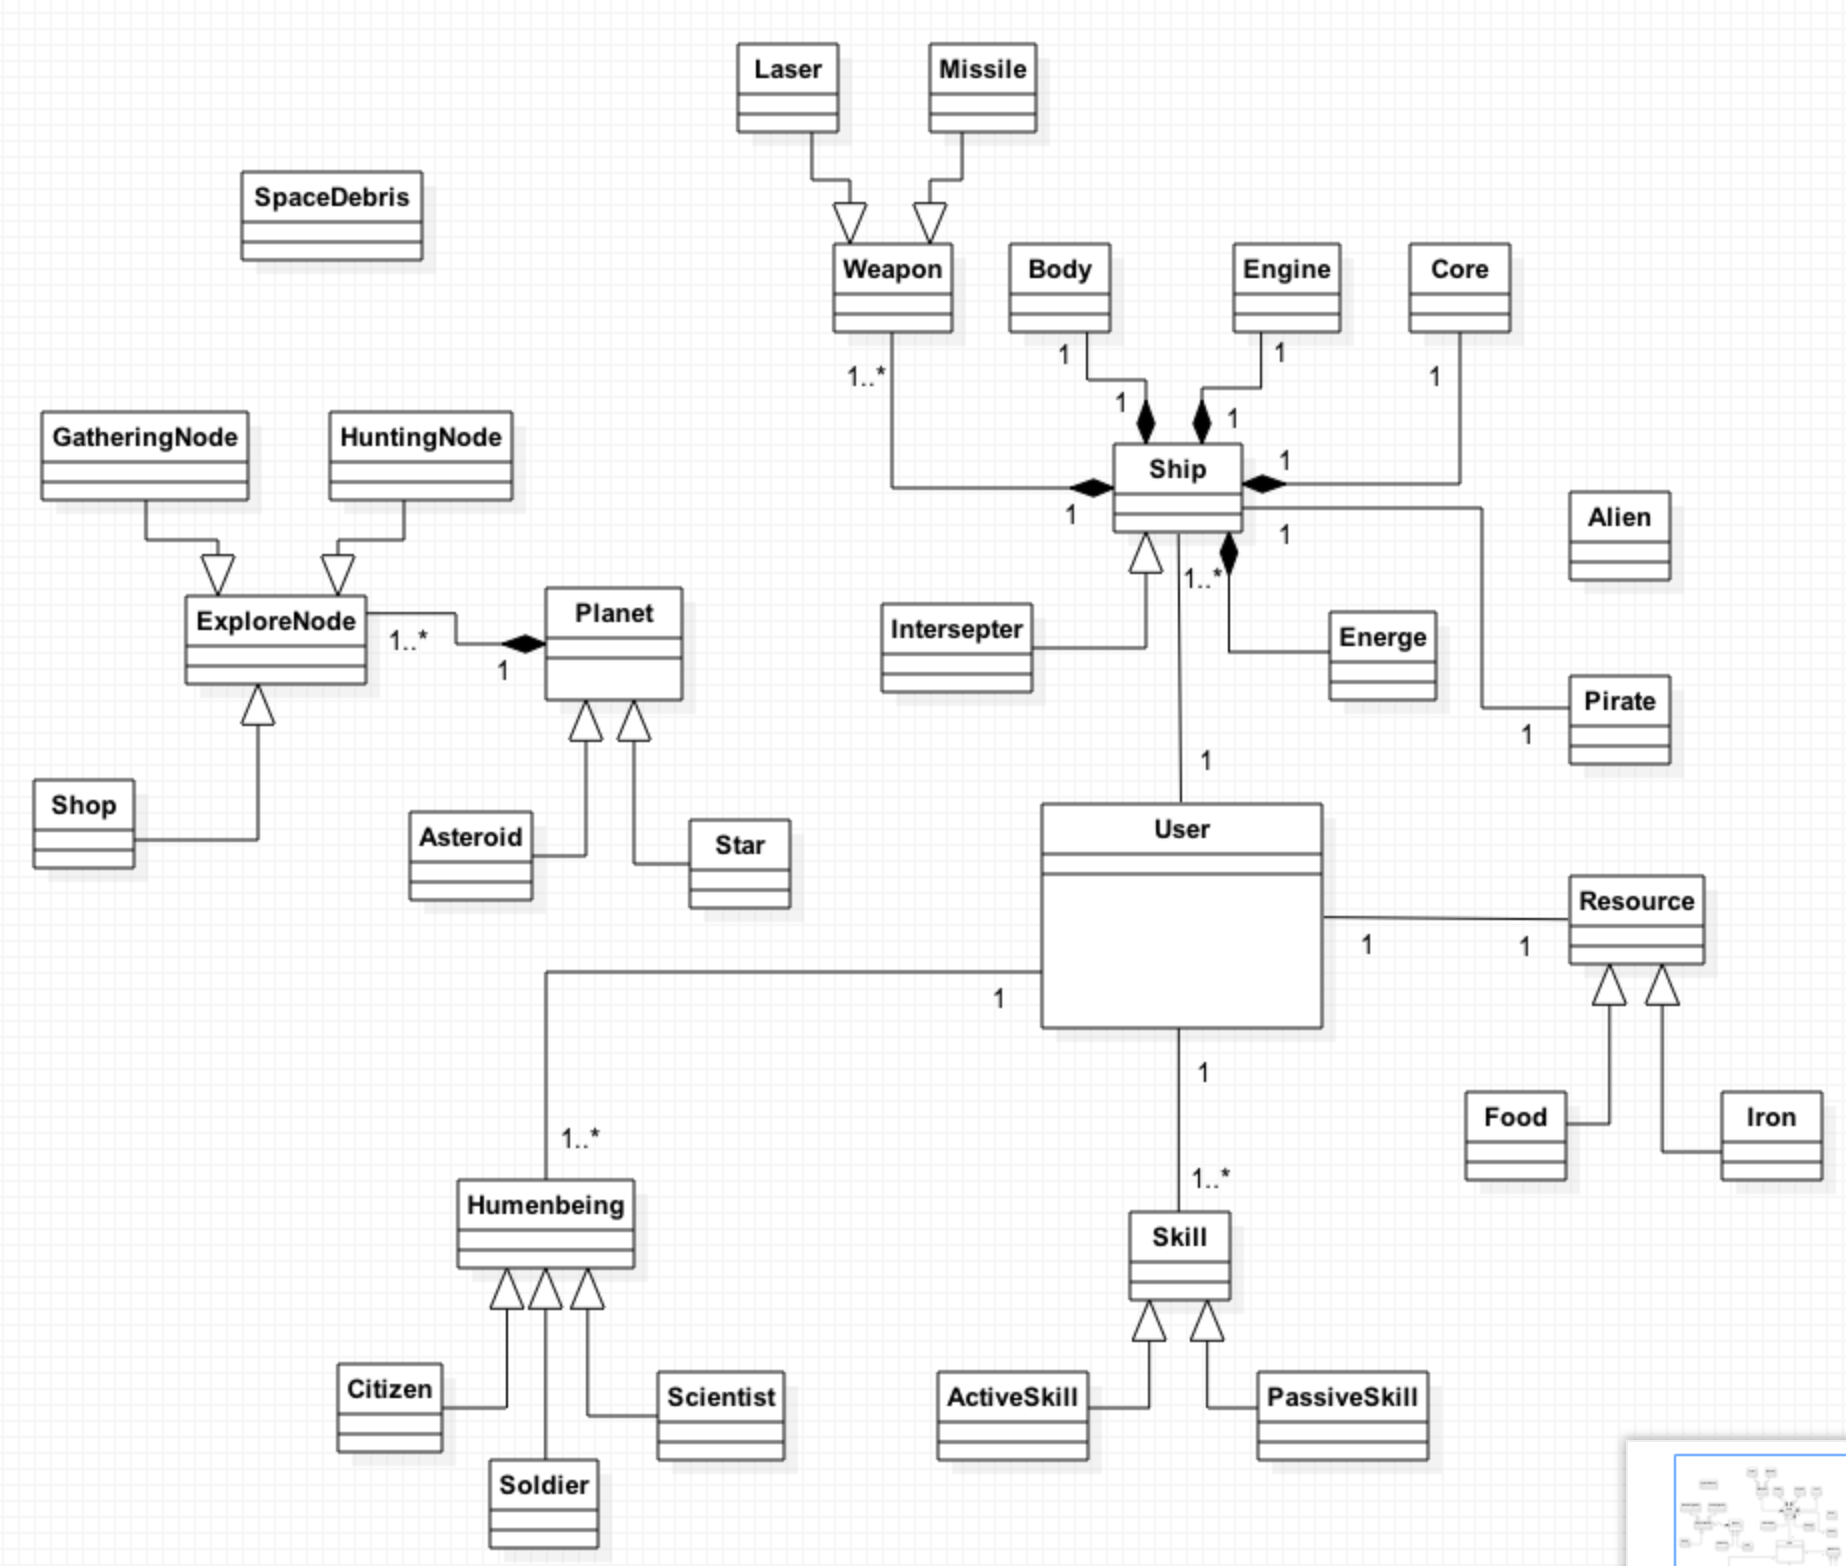 Laser
Missile
SpaceDebris
Weapon
Body
Engine
Core
1
1
1..*
1
1
1
GatheringNode
HuntingNode
Ship
1
1
1
Alien
1..*
ExploreNode
Planet
Intersepter
Energe
1..*
1
Pirate
1
1
Shop
Asteroid
Star
User
Resource
1
1
1
1
1..*
1..*
Humenbeing
Skill
Food
Iron
Citizen
Scientist
ActiveSkill
PassiveSkill
Soldier